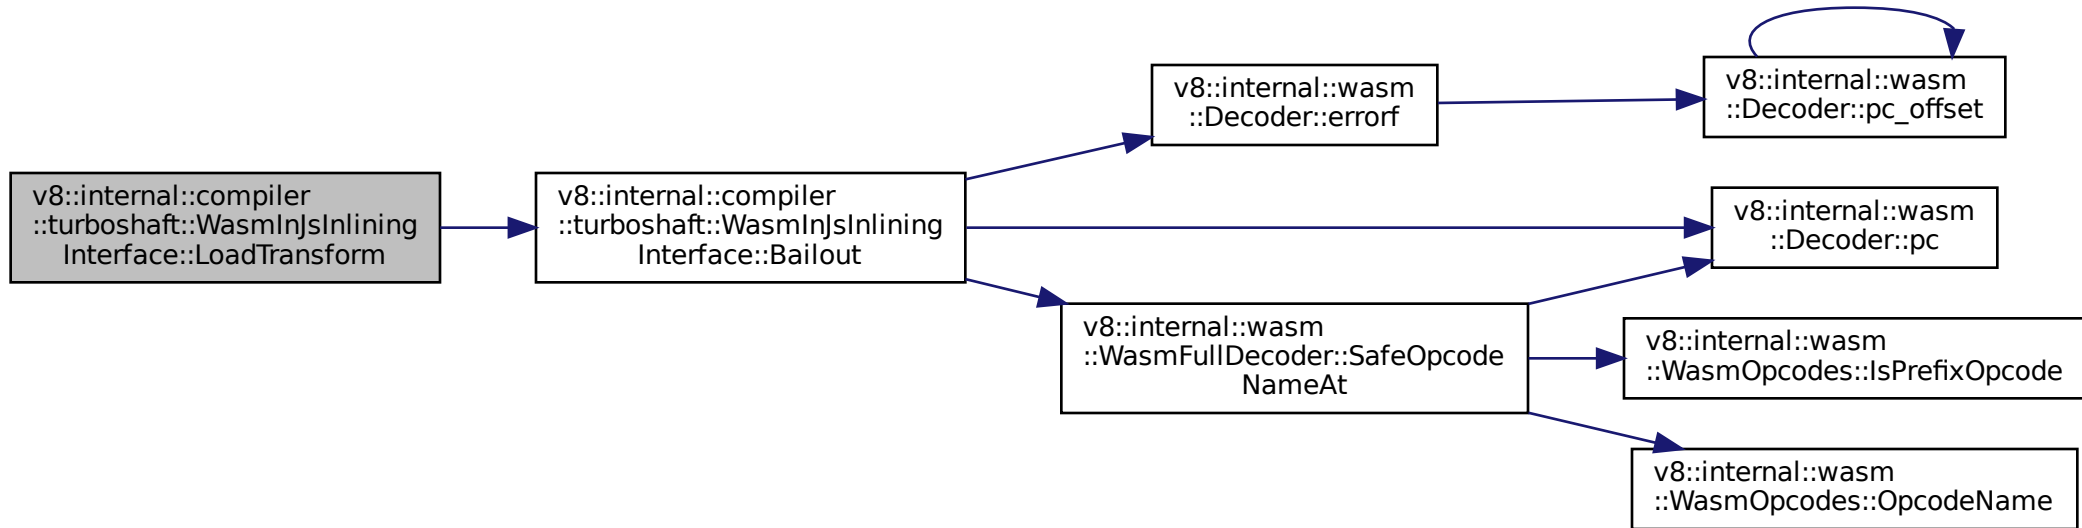 v8::internal::compiler
::turboshaft::WasmInJsInlining
Interface::LoadTransform
v8::internal::compiler
::turboshaft::WasmInJsInlining
Interface::Bailout
v8::internal::wasm
::Decoder::errorf
v8::internal::wasm
::Decoder::pc_offset
v8::internal::wasm
::Decoder::pc
v8::internal::wasm
::WasmFullDecoder::SafeOpcode
NameAt
v8::internal::wasm
::WasmOpcodes::IsPrefixOpcode
v8::internal::wasm
::WasmOpcodes::OpcodeName